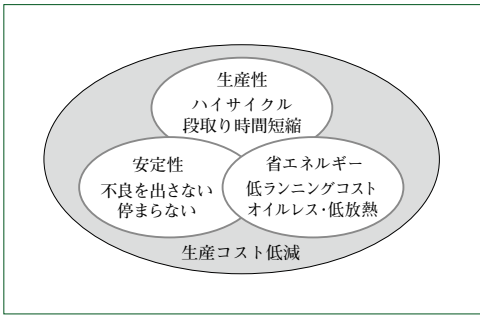 生産性
ハイサイクル
段取り時間短縮
安定性
不良を出さない
停まらない
省エネルギー
低ランニングコスト
オイルレス・低放熱
生産コスト低減